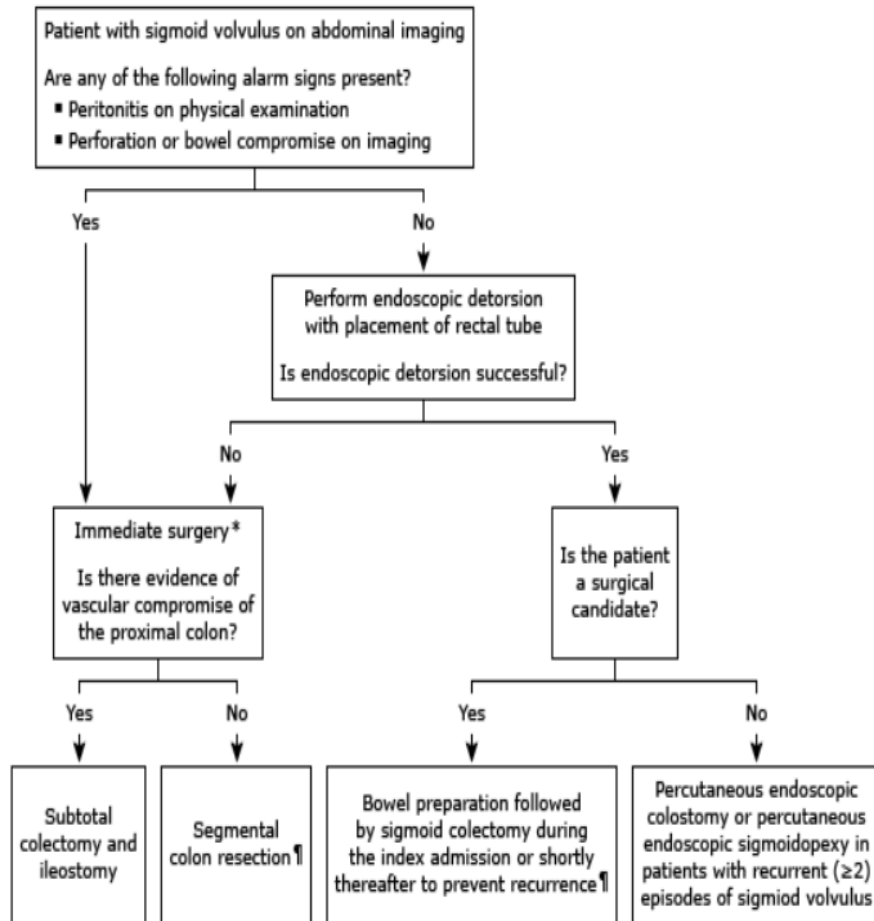 Patient with sigmoid volvulus on abdominal imaging
Are any of the following alarm signs present?
▪ Peritonitis on physical examination
▪ Perforation or bowel compromise on imaging
Yes
No
Perform endoscopic detorsion
with placement of rectal tube
Is endoscopic detorsion successful?
No
Yes
Immediate surgery*
Is there evidence of
vascular compromise of
the proximal colon?
Is the patient
a surgical
candidate?
Yes
No
Yes
No
Subtotal
colectomy and
ileostomy
Segmental
colon resection¶
Bowel preparation followed
by sigmoid colectomy during
the index admission or shortly
thereafter to prevent recurrence¶
Percutaneous endoscopic
colostomy or percutaneous
endoscopic sigmoidopexy in
patients with recurrent (≥2)
episodes of sigmiod volvulus